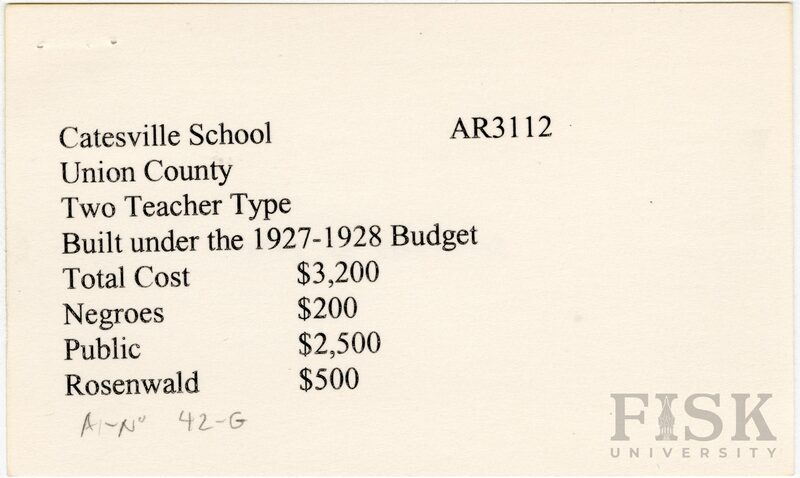 Catesville School AR3112
Union County
Two Teacher Type
Built under the 1927-1928 Budget
Total Cost $3,200
Negroes $200
Public $2,500
Rosenwald $500
42-G
FISK
UNIVERSITY